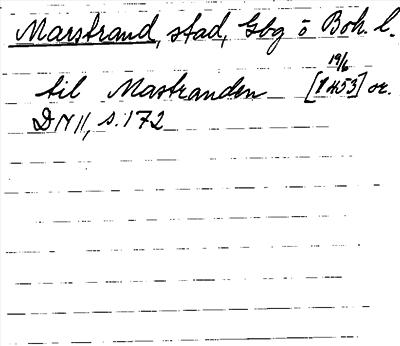 Marstrand, stad, Gbg o Boh. l.
19/6
til Mastranden [1453] or.
DN II, s. 172